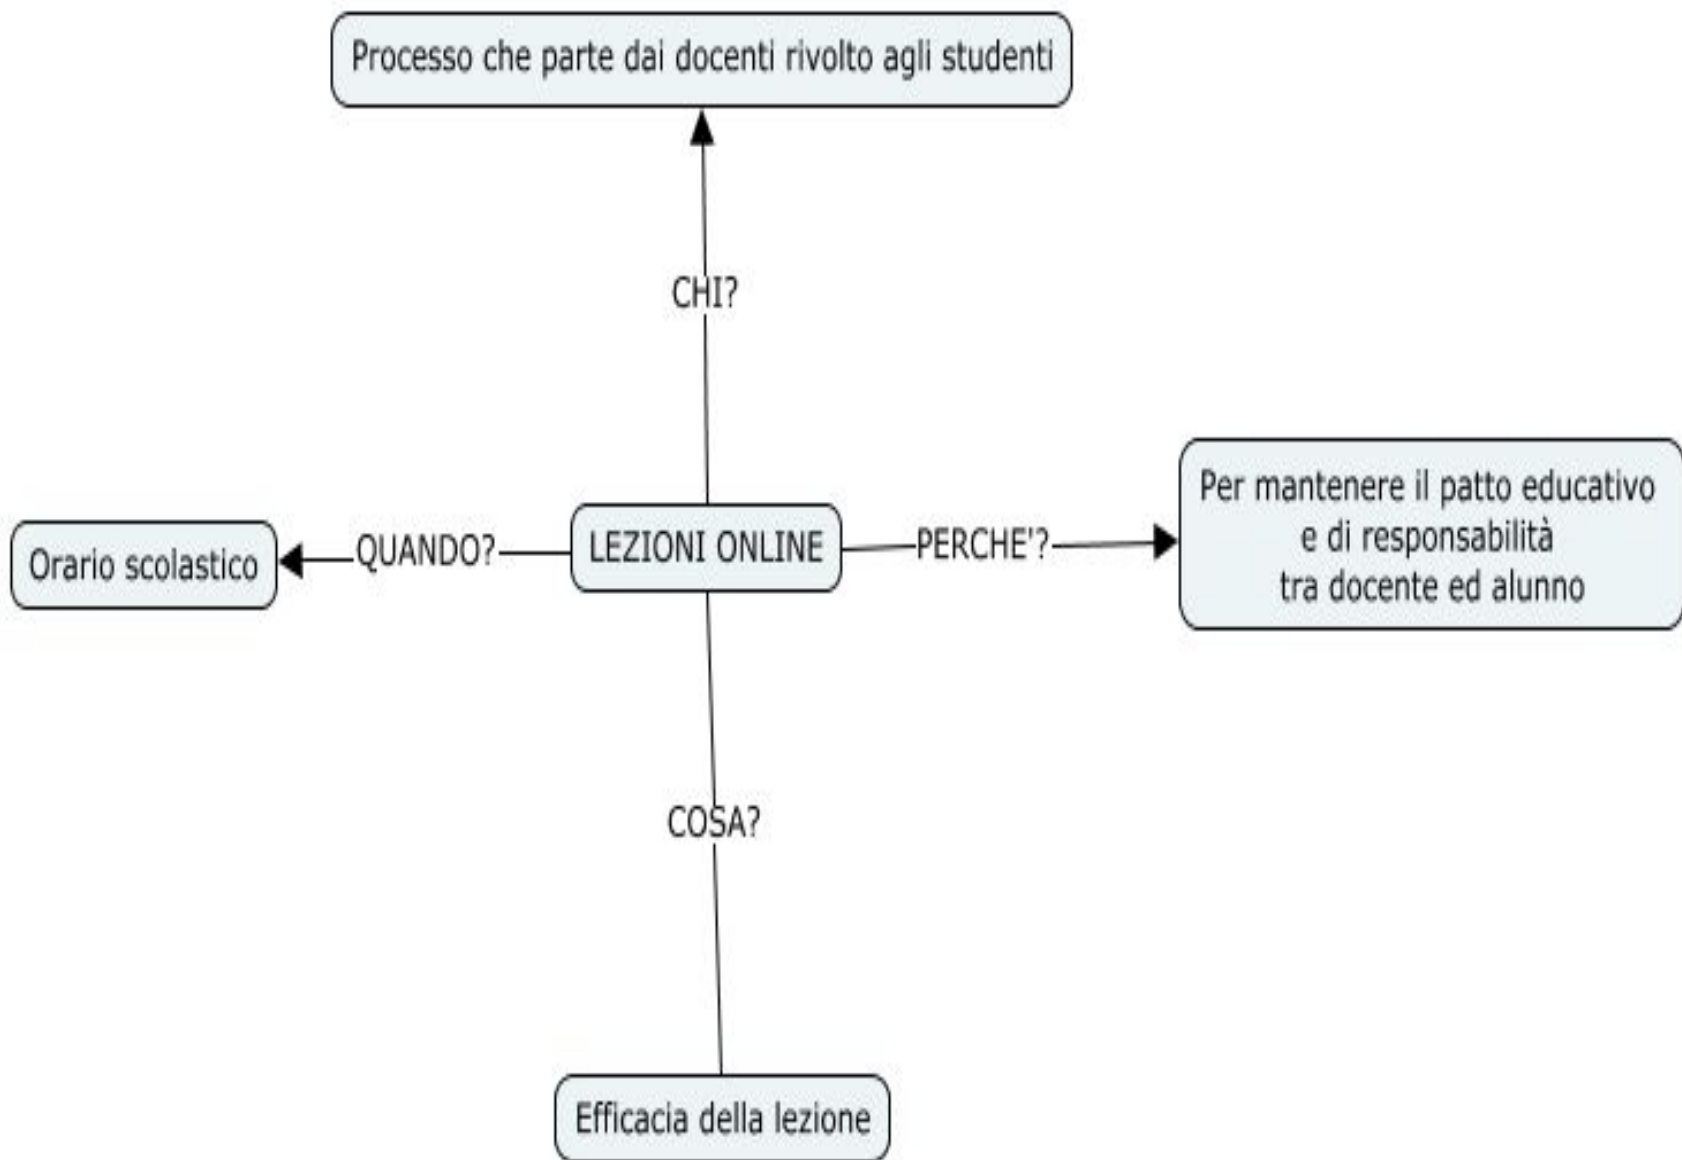 Processo che parte dai docenti rivolto agli studenti
CHI?
Per mantenere il patto educativo
e di responsabilità
tra docente ed alunno
Orario scolastico
QUANDO?
LEZIONI ONLINE
PERCHE'?
COSA?
Efficacia della lezione